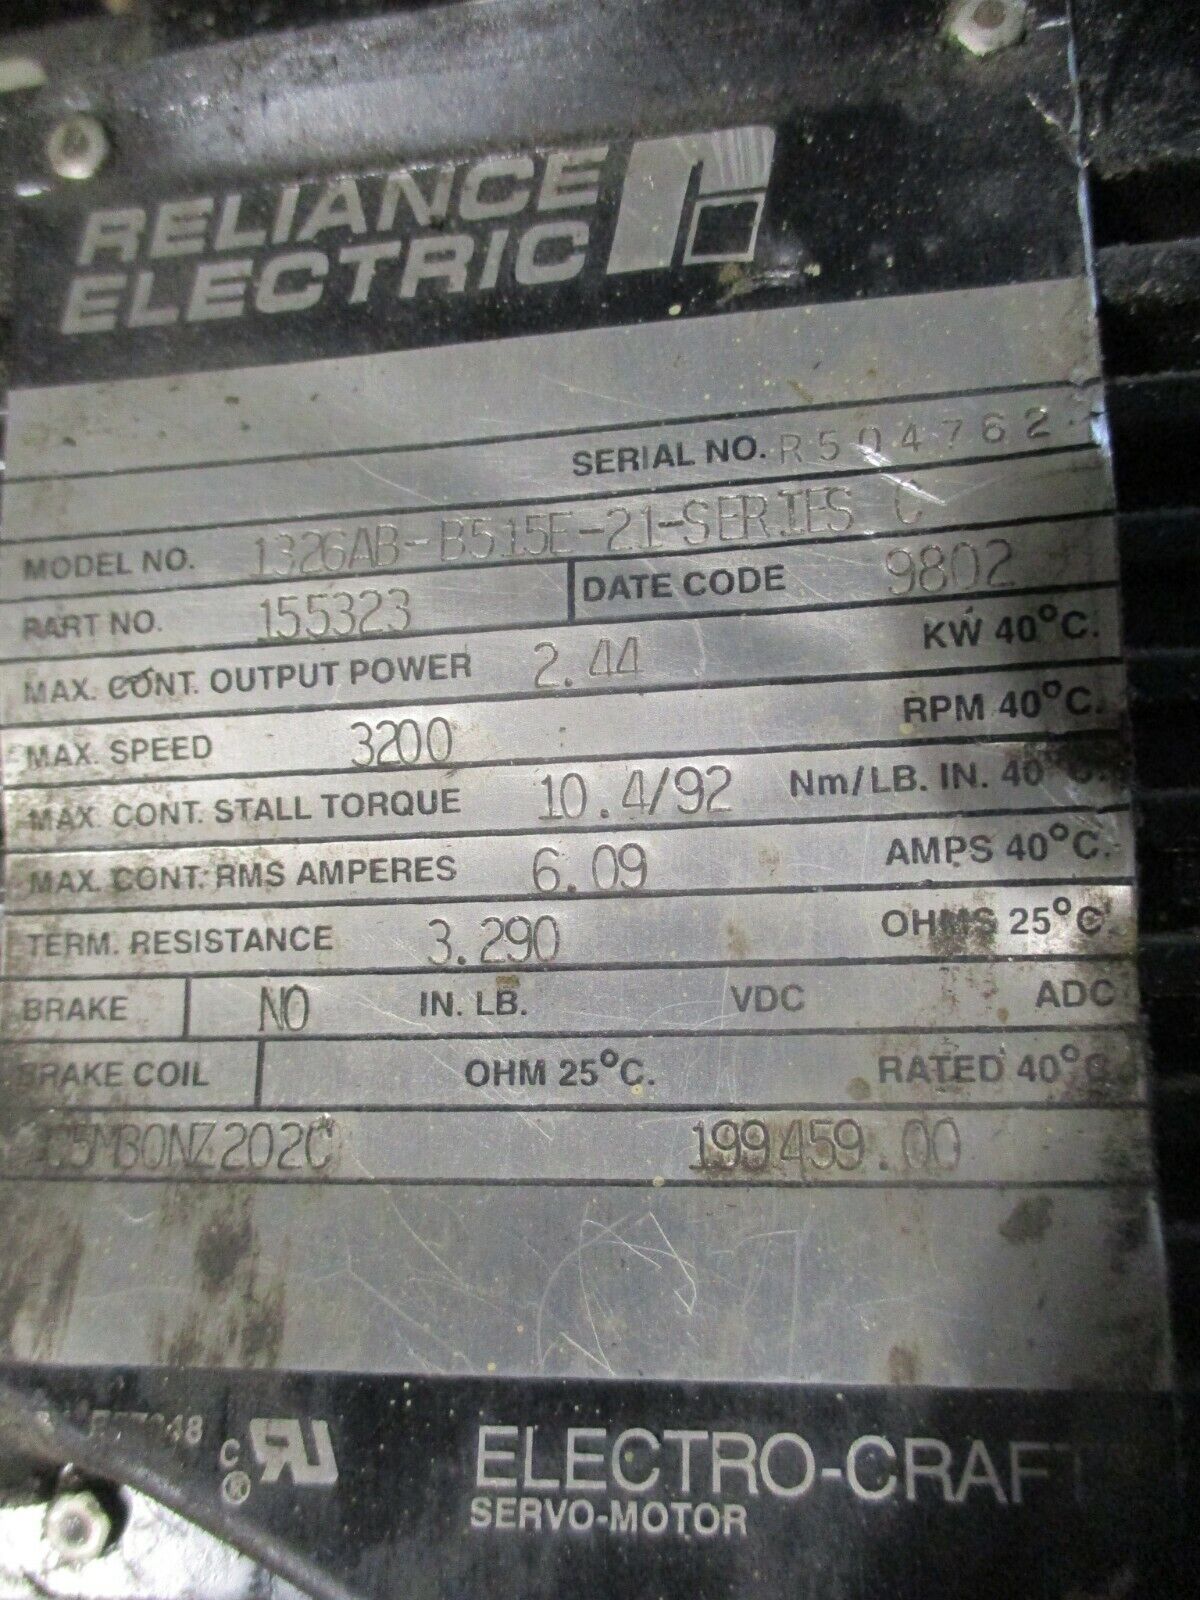 RELIANCE
ELECTRIC
SERIAL NO. R504762
MODEL NO. 1326AB-B515E-21-SERIES C
PART NO. 155323 DATE CODE 9802
MAX. CONT. OUTPUT POWER 2.44 KW 40°C.
MAX. SPEED 3200 RPM 40°C.
MAX. CONT. STALL TORQUE 10.4/92 Nm/LB. IN. 40°C.
MAX. CONT. RMS AMPERES 6.09 AMPS 40°C.
TERM. RESISTANCE 3.290 OHMS 25°C.
BRAKE NO IN. LB. VDC ADC
BRAKE COIL OHM 25°C. RATED 40°C.
199459.00
C RU ®
ELECTRO-CRAFT
SERVO-MOTOR